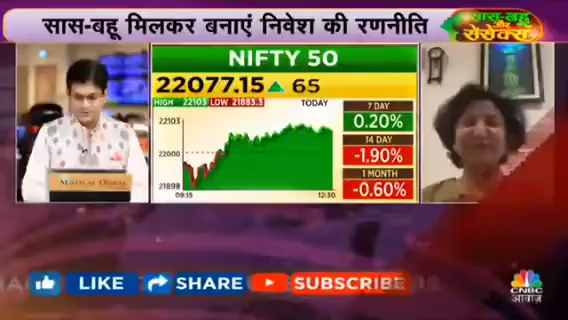 सास-बहू मिलकर बनाएं निवेश की रणनीति
सास-बहू
और
सेंसेक्स
NIFTY 50
22077.15 ▲ 65
HIGH 22103 LOW 21883.3 TODAY
22103
22000
21898
09:15 12:30
7 DAY
0.20%
14 DAY
-1.90%
1 MONTH
-0.60%
LIKE SHARE SUBSCRIBE
CNBC
आवाज़